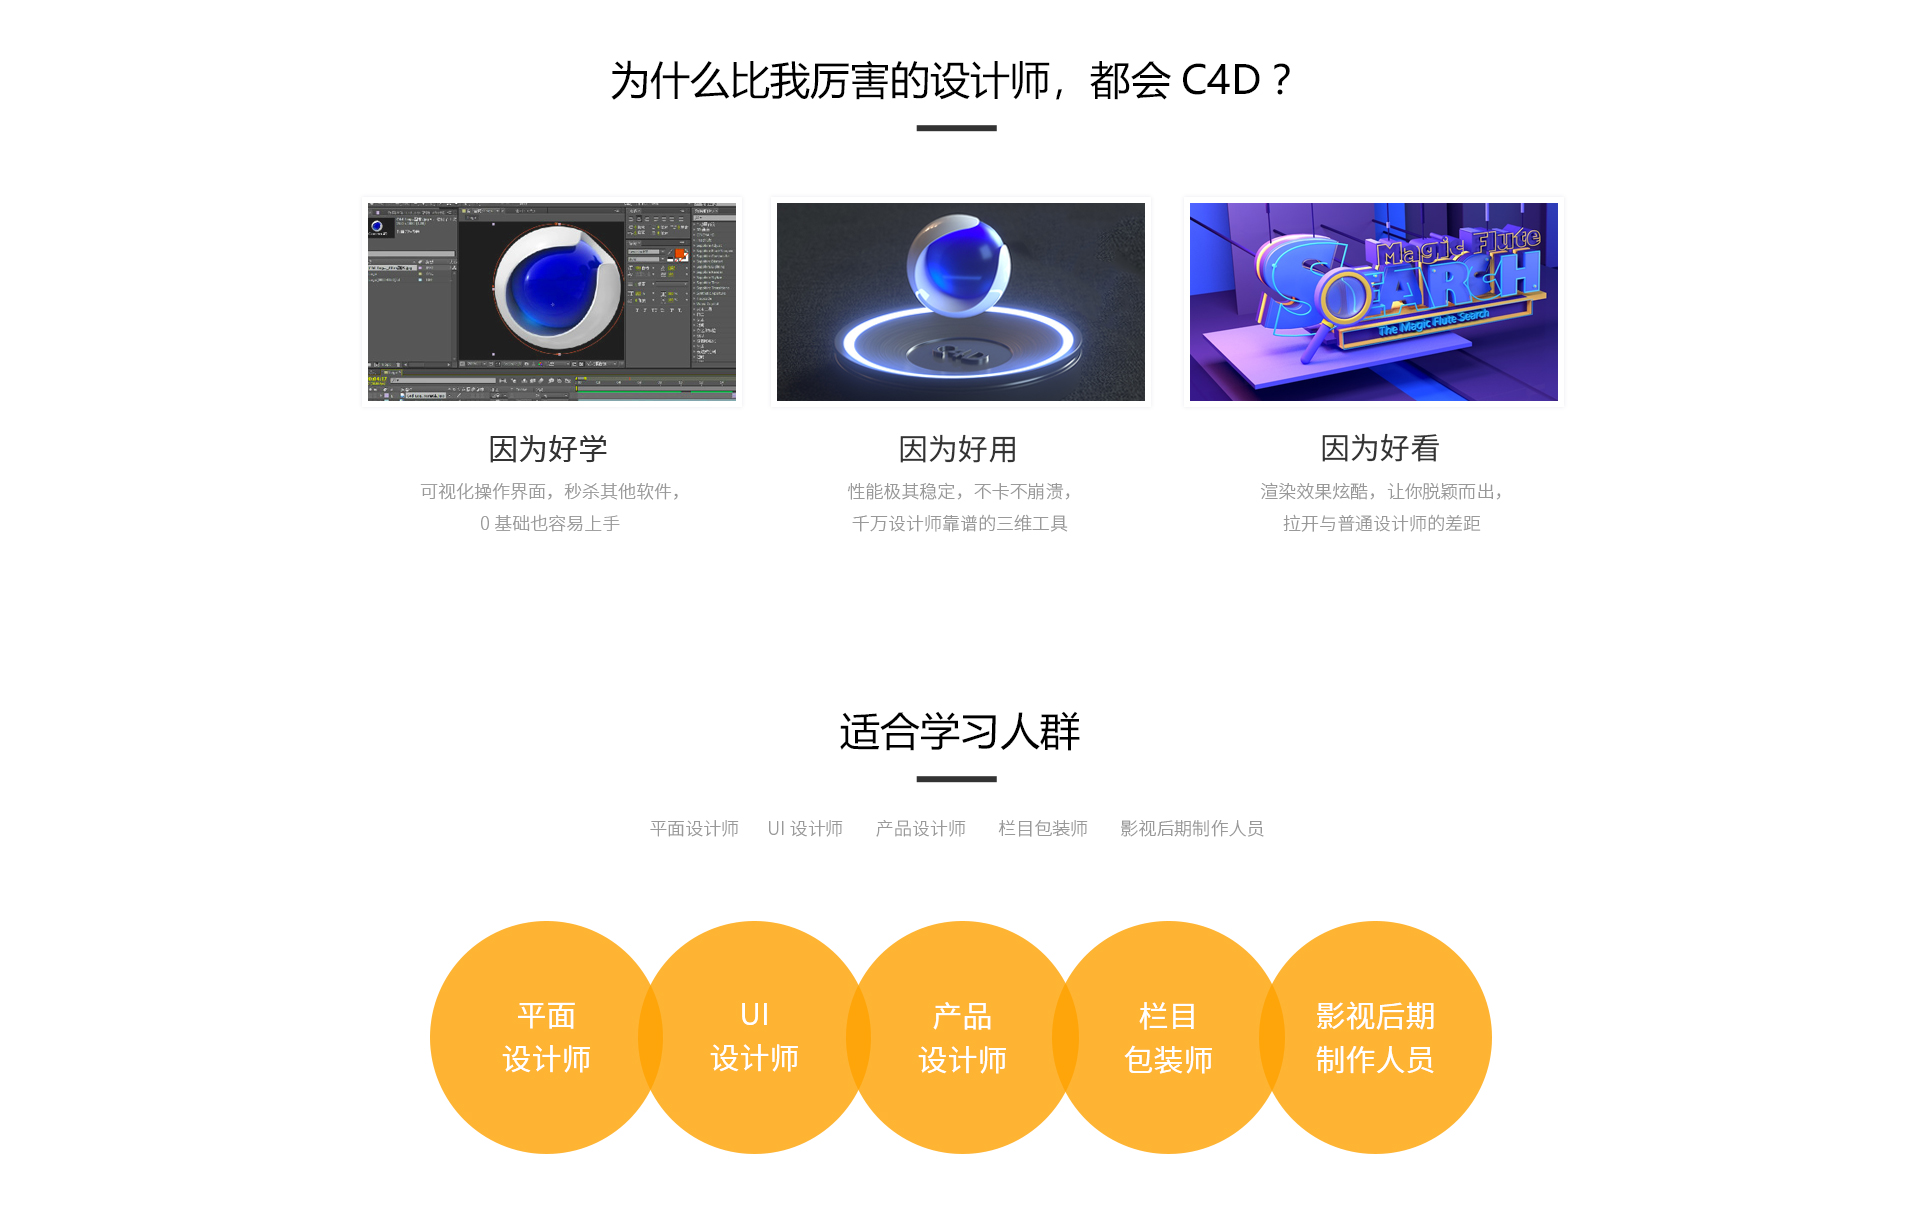 为什么比我厉害的设计师，都会 C4D？
Magic Flute
SEARCH
The Magic Flute Search
C4D
因为好学
因为好用
因为好看
可视化操作界面，秒杀其他软件，
0 基础也容易上手
性能极其稳定，不卡不崩溃，
千万设计师靠谱的三维工具
渲染效果炫酷，让你脱颖而出，
拉开与普通设计师的差距
适合学习人群
平面设计师 UI 设计师 产品设计师 栏目包装师 影视后期制作人员
平面
设计师
UI
设计师
产品
设计师
栏目
包装师
影视后期
制作人员